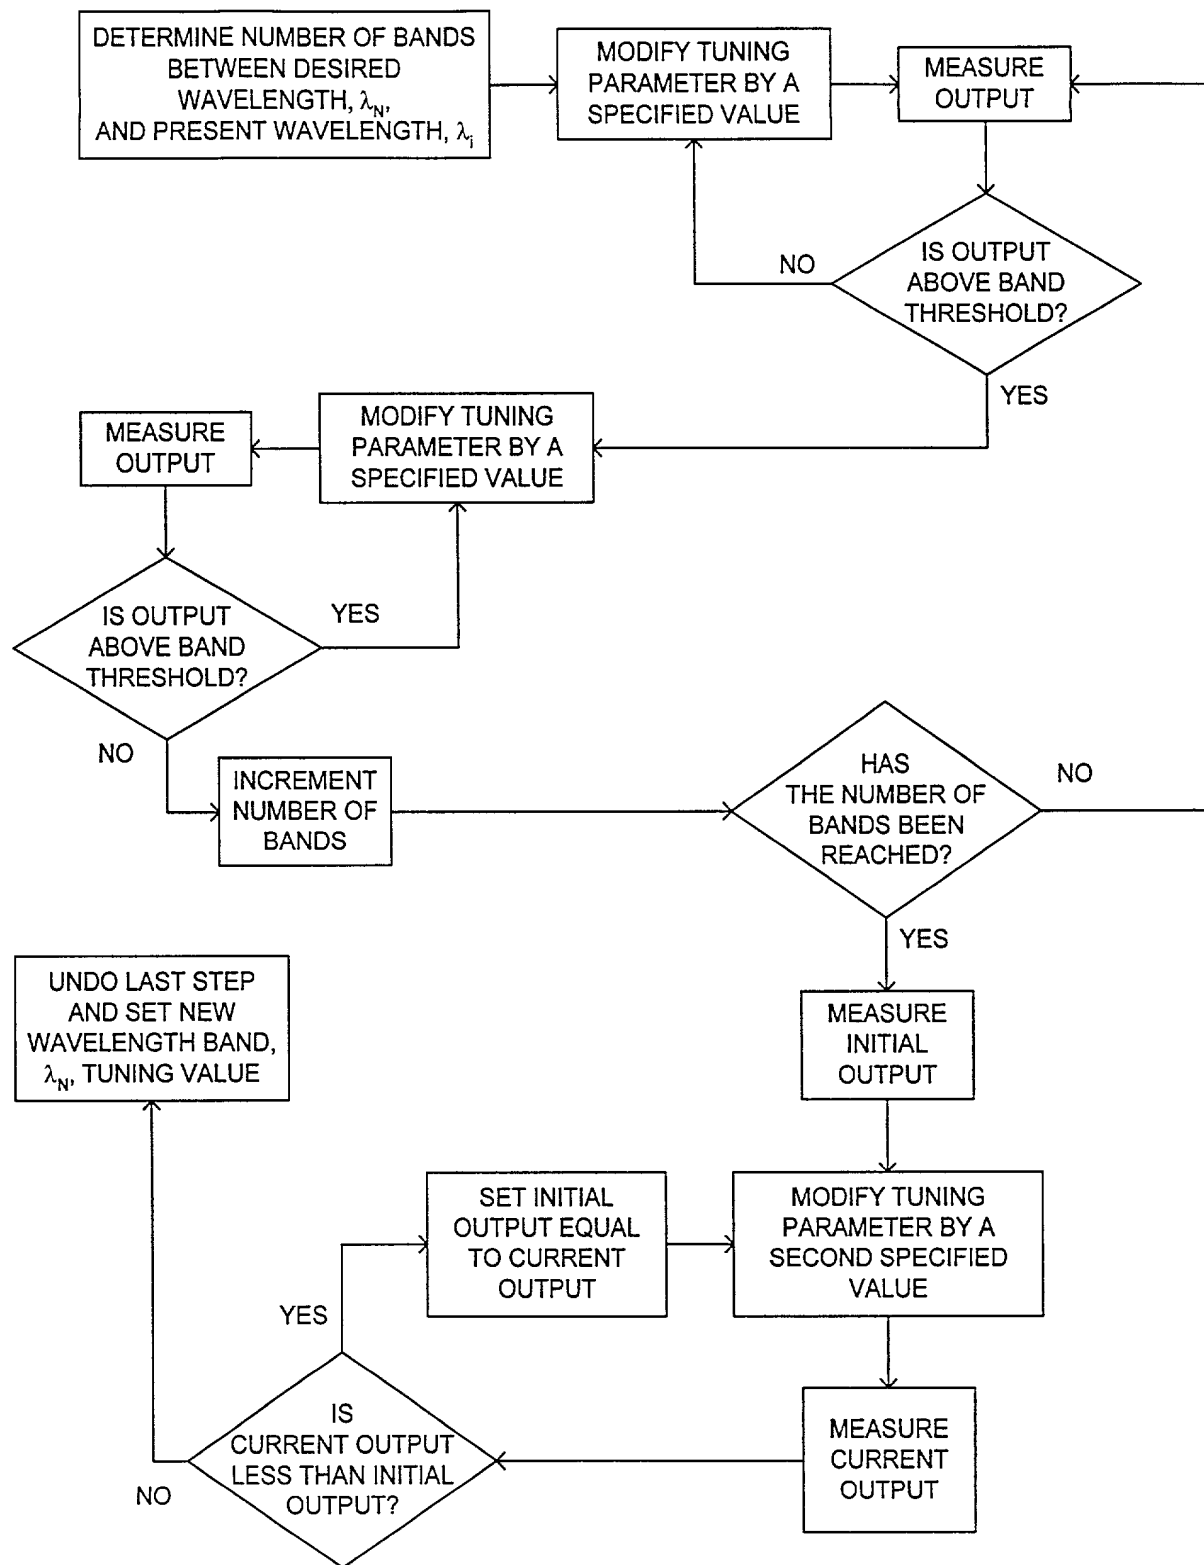 DETERMINE NUMBER OF BANDS
BETWEEN DESIRED
WAVELENGTH, λN,
AND PRESENT WAVELENGTH, λi
MODIFY TUNING
PARAMETER BY A
SPECIFIED VALUE
MEASURE
OUTPUT
IS OUTPUT
ABOVE BAND
THRESHOLD?
NO
YES
MODIFY TUNING
PARAMETER BY A
SPECIFIED VALUE
MEASURE
OUTPUT
IS OUTPUT
ABOVE BAND
THRESHOLD?
YES
NO
INCREMENT
NUMBER OF
BANDS
HAS
THE NUMBER OF
BANDS BEEN
REACHED?
NO
YES
MEASURE
INITIAL
OUTPUT
MODIFY TUNING
PARAMETER BY A
SECOND SPECIFIED
VALUE
MEASURE
CURRENT
OUTPUT
IS
CURRENT OUTPUT
LESS THAN INITIAL
OUTPUT?
YES
SET INITIAL
OUTPUT EQUAL
TO CURRENT
OUTPUT
NO
UNDO LAST STEP
AND SET NEW
WAVELENGTH BAND,
λN, TUNING VALUE